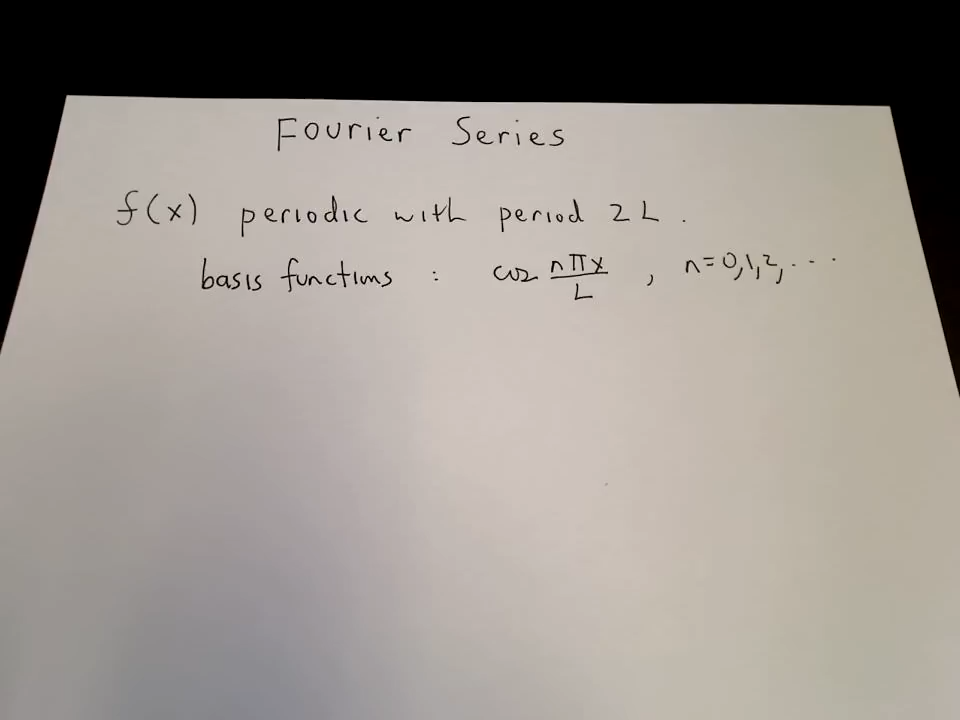 Fourier Series
f(x) periodic with period 2L.
basis functions : cos nπx/L , n=0,1,2,...